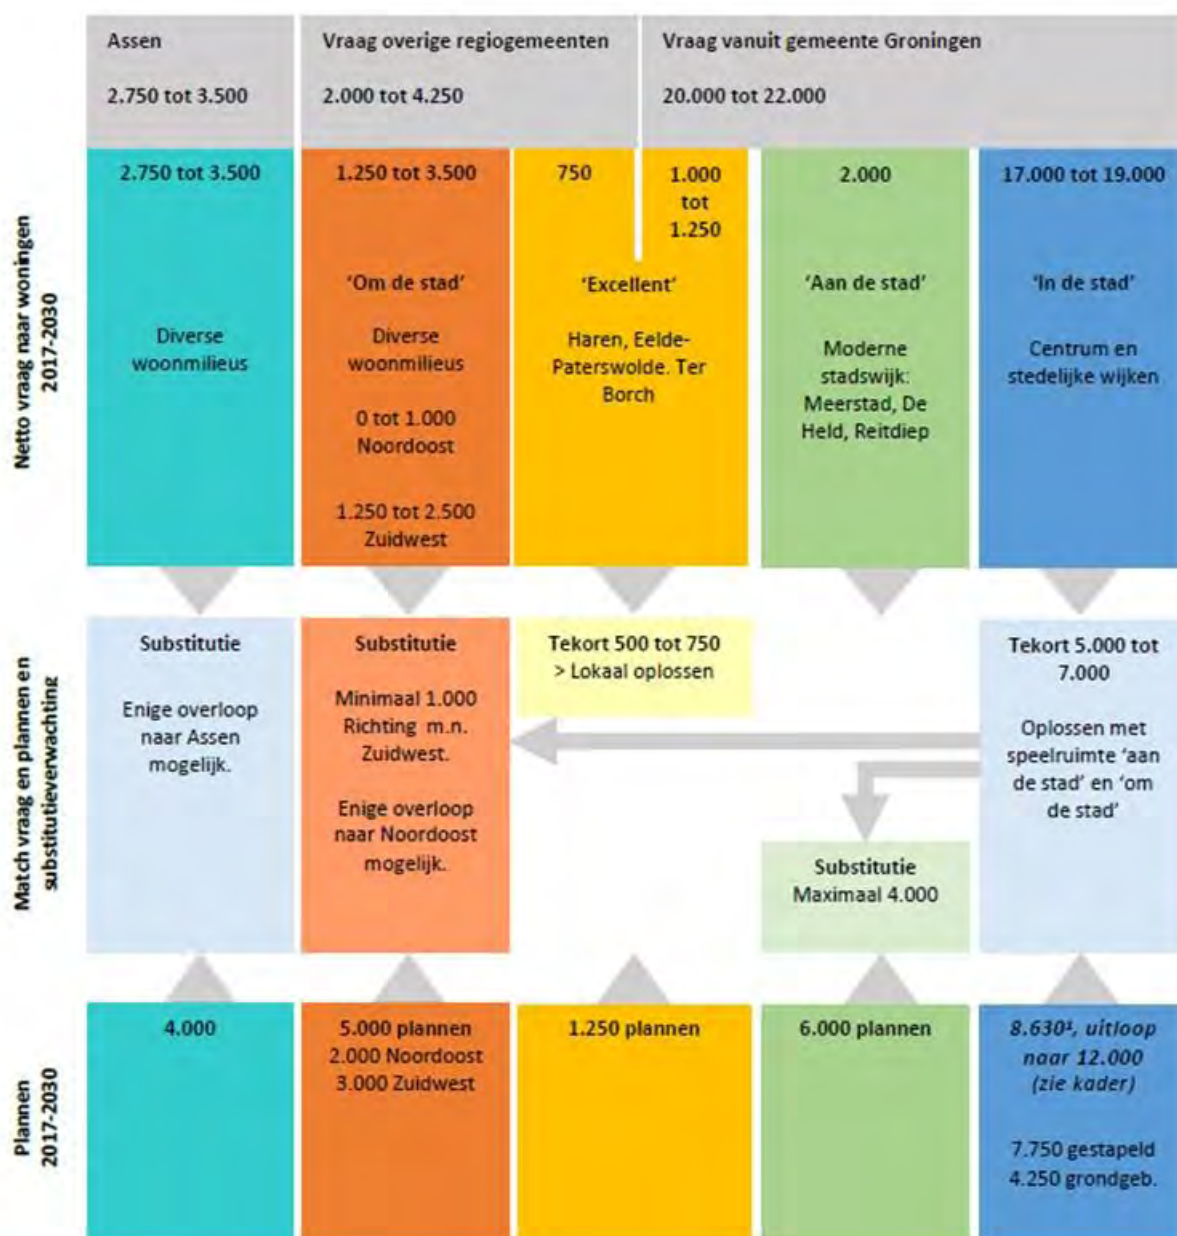 Assen
2.750 tot 3.500
Vraag overige regiogemeenten
2.000 tot 4.250
Vraag vanuit gemeente Groningen
20.000 tot 22.000
Netto vraag naar woningen
2017-2030
2.750 tot 3.500
Diverse
woonmilieus
1.250 tot 3.500
'Om de stad'
Diverse
woonmilieus
0 tot 1.000
Noordoost
1.250 tot 2.500
Zuidwest
750
1.000
tot
1.250
'Excellent'
Haren, Eelde-
Paterswolde. Ter
Borch
2.000
'Aan de stad'
Moderne
stadswijk:
Meerstad, De
Held, Reitdiep
17.000 tot 19.000
'In de stad'
Centrum en
stedelijke wijken
Match vraag en plannen en
substitutieverwachting
Substitutie
Enige overloop
naar Assen
mogelijk.
Substitutie
Minimaal 1.000
Richting m.n.
Zuidwest.
Enige overloop
naar Noordoost
mogelijk.
Tekort 500 tot 750
> Lokaal oplossen
Substitutie
Maximaal 4.000
Tekort 5.000 tot
7.000
Oplossen met
speelruimte 'aan
de stad' en 'om
de stad'
Plannen
2017-2030
4.000
5.000 plannen
2.000 Noordoost
3.000 Zuidwest
1.250 plannen
6.000 plannen
8.630¹, uitloop
naar 12.000
(zie kader)
7.750 gestapeld
4.250 grondgeb.